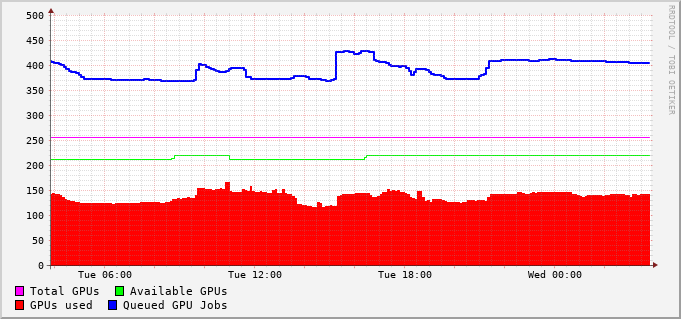 500
450
400
350
300
250
200
150
100
50
0
Tue 06:00 Tue 12:00 Tue 18:00 Wed 00:00
Total GPUs Available GPUs
GPUs used Queued GPU Jobs
RRDTOOL / TOBI OETIKER